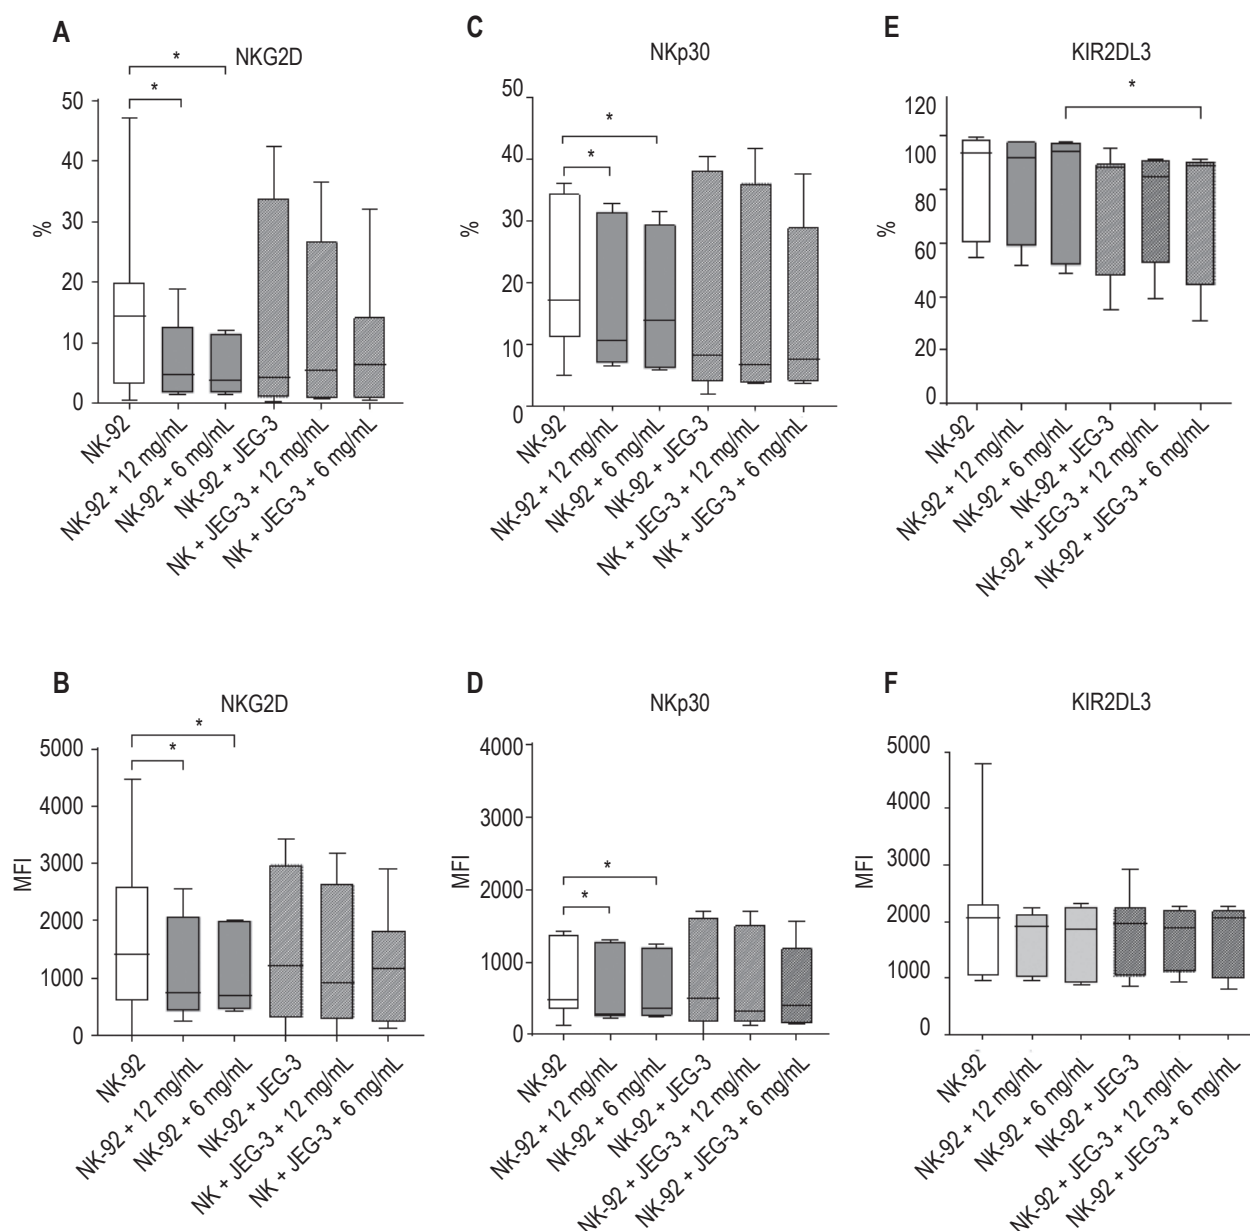 A
NKG2D
*
*
50
40
30
20
10
0
%
NK-92
NK-92 + 12 mg/mL
NK-92 + 6 mg/mL
NK-92 + JEG-3
NK + JEG-3 + 12 mg/mL
NK + JEG-3 + 6 mg/mL
C
NKp30
*
*
50
40
30
20
10
0
%
NK-92
NK-92 + 12 mg/mL
NK-92 + 6 mg/mL
NK-92 + JEG-3
NK + JEG-3 + 12 mg/mL
NK + JEG-3 + 6 mg/mL
E
KIR2DL3
*
120
100
80
60
40
20
0
%
NK-92
NK-92 + 12 mg/mL
NK-92 + 6 mg/mL
NK-92 + JEG-3
NK-92 + JEG-3 + 12 mg/mL
NK-92 + JEG-3 + 6 mg/mL
B
NKG2D
*
*
5000
4000
3000
2000
1000
0
MFI
NK-92
NK-92 + 12 mg/mL
NK-92 + 6 mg/mL
NK-92 + JEG-3
NK + JEG-3 + 12 mg/mL
NK + JEG-3 + 6 mg/mL
D
NKp30
*
*
4000
3000
2000
1000
0
MFI
NK-92
NK-92 + 12 mg/mL
NK-92 + 6 mg/mL
NK-92 + JEG-3
NK-92 + JEG-3 + 12 mg/mL
NK-92 + JEG-3 + 6 mg/mL
F
KIR2DL3
5000
4000
3000
2000
1000
0
MFI
NK-92
NK-92 + 12 mg/mL
NK-92 + 6 mg/mL
NK-92 + JEG-3
NK-92 + JEG-3 + 12 mg/mL
NK-92 + JEG-3 + 6 mg/mL